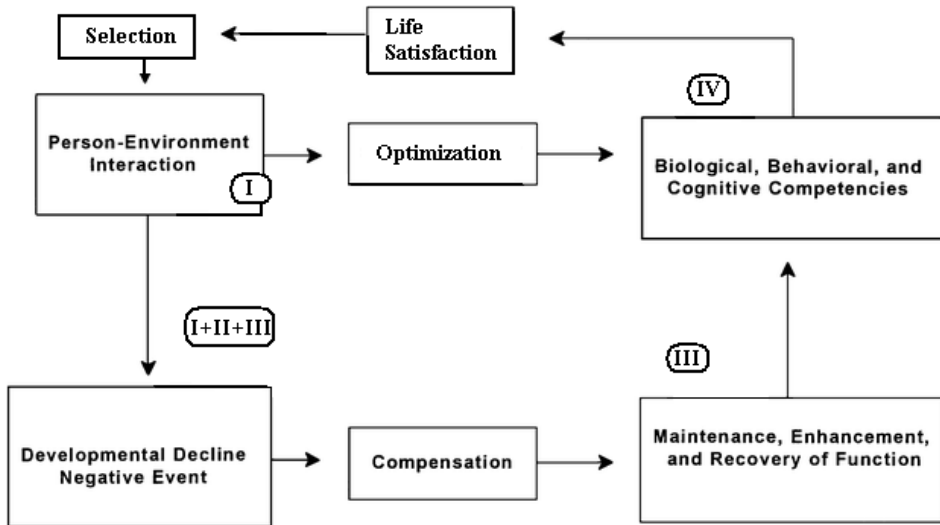 Selection
Life
Satisfaction
IV
Person-Environment
Interaction
I
Optimization
Biological, Behavioral, and
Cognitive Competencies
I+II+III
III
Developmental Decline
Negative Event
Compensation
Maintenance, Enhancement,
and Recovery of Function